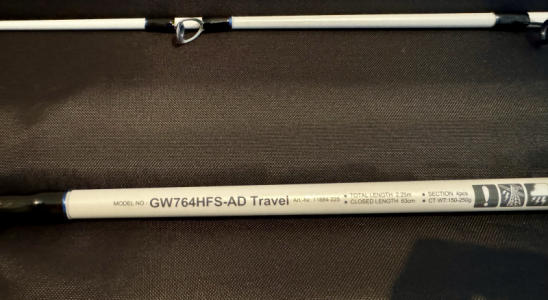 MODEL NO.: GW764HFS-AD Travel Art.-Nr. 11884 225 ● TOTAL LENGTH: 2.25m ● SECTION: 4pcs
● CLOSED LENGTH: 63cm ● CT·WT:150-250g